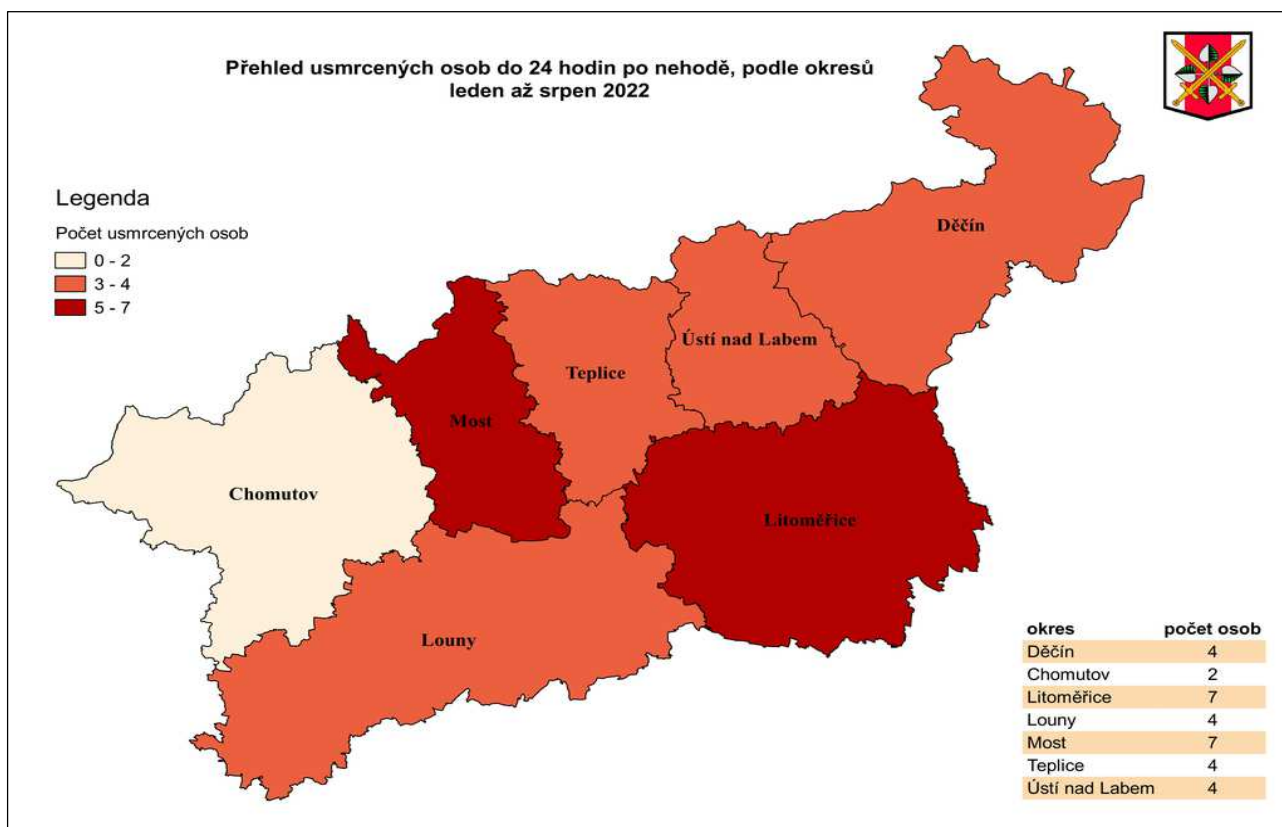 Přehled usmrcených osob do 24 hodin po nehodě, podle okresů
leden až srpen 2022
Legenda
Počet usmrcených osob
0 - 2
3 - 4
5 - 7
Děčín
Ústí nad Labem
Teplice
Most
Chomutov
Litoměřice
Louny
okres počet osob
Děčín 4
Chomutov 2
Litoměřice 7
Louny 4
Most 7
Teplice 4
Ústí nad Labem 4